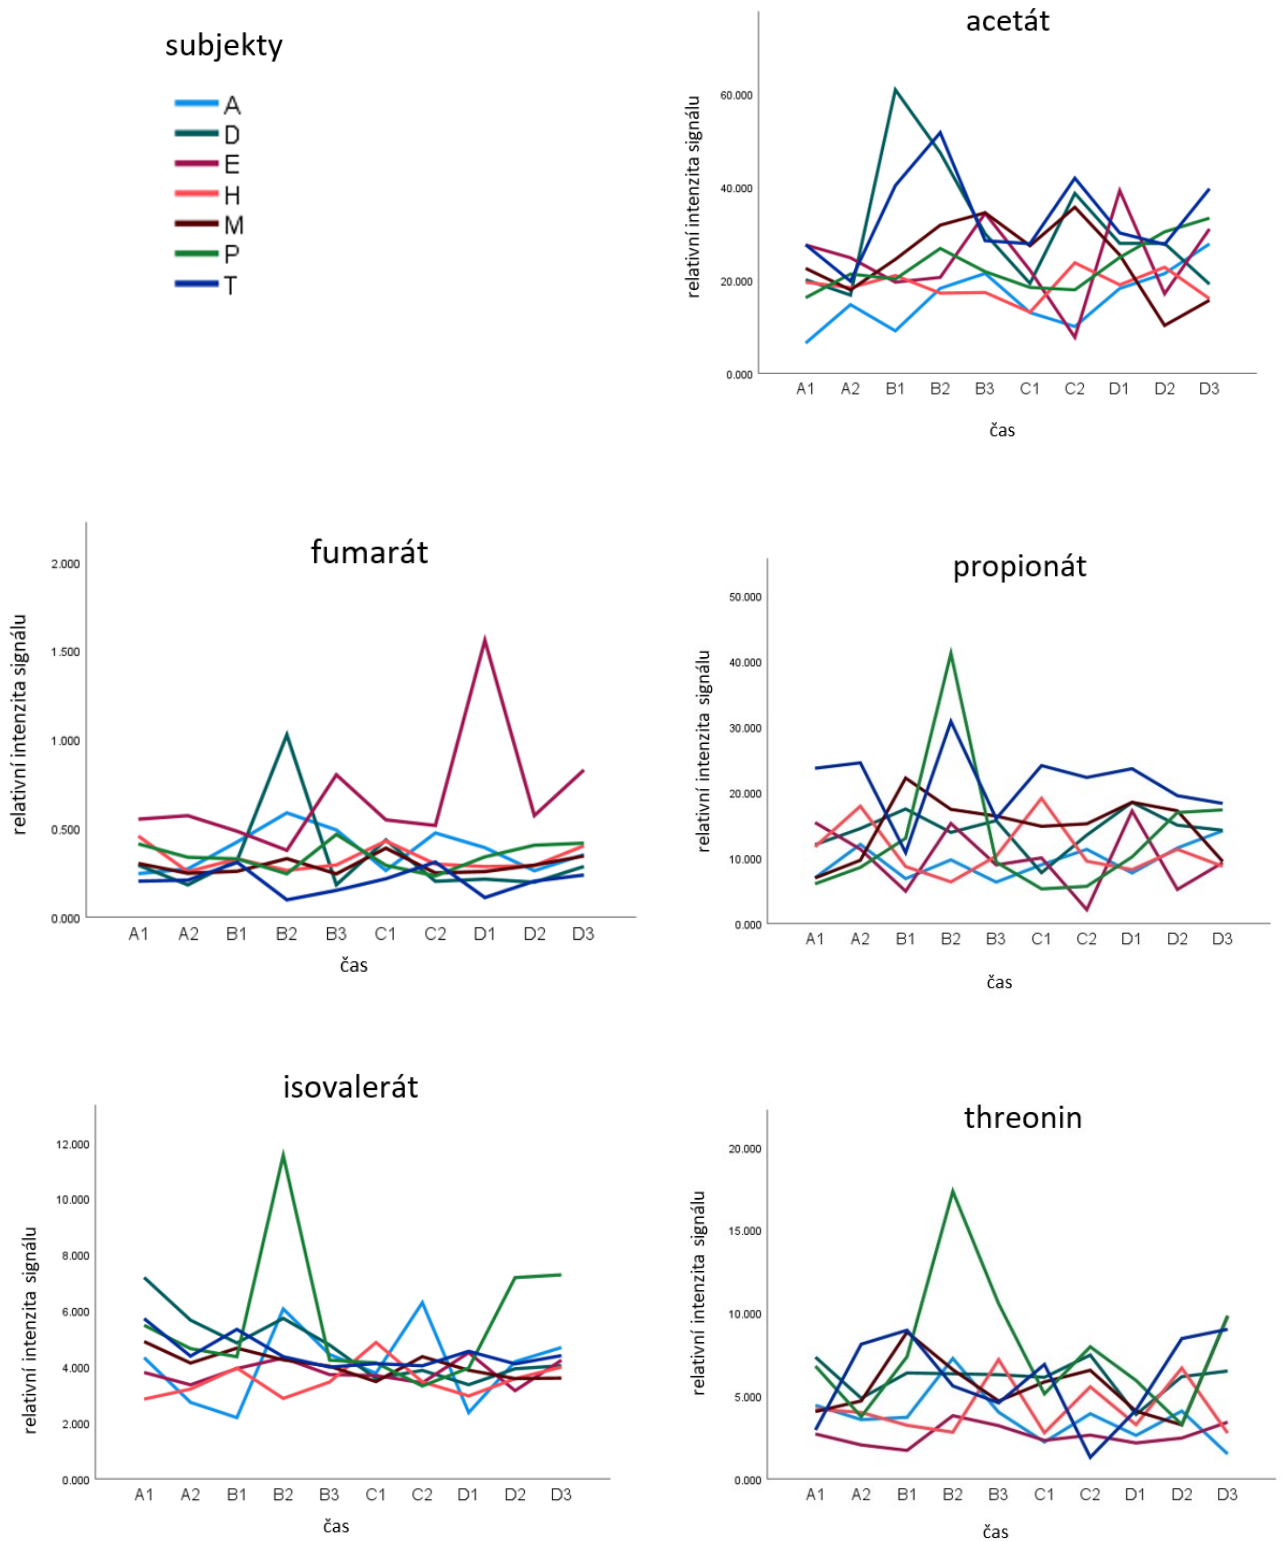 subjekty
A
D
E
H
M
P
T
acetát
relativní intenzita signálu
60.000
40.000
20.000
0.000
A1 A2 B1 B2 B3 C1 C2 D1 D2 D3
čas
fumarát
relativní intenzita signálu
2.000
1.500
1.000
0.500
0.000
A1 A2 B1 B2 B3 C1 C2 D1 D2 D3
čas
propionát
relativní intenzita signálu
50.000
40.000
30.000
20.000
10.000
0.000
A1 A2 B1 B2 B3 C1 C2 D1 D2 D3
čas
isovalerát
relativní intenzita signálu
12.000
10.000
8.000
6.000
4.000
2.000
0.000
A1 A2 B1 B2 B3 C1 C2 D1 D2 D3
čas
threonin
relativní intenzita signálu
20.000
15.000
10.000
5.000
0.000
A1 A2 B1 B2 B3 C1 C2 D1 D2 D3
čas